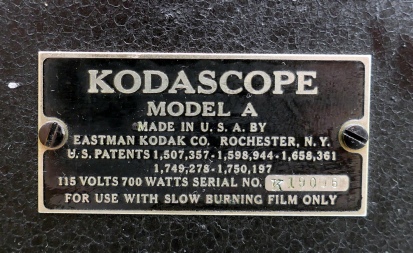 KODASCOPE
MODEL A
MADE IN U. S. A. BY
EASTMAN KODAK CO. ROCHESTER, N. Y.
U. S. PATENTS 1,507,357 - 1,598,944 - 1,658,361
1,749,278 - 1,750,197
115 VOLTS 700 WATTS SERIAL NO.
FOR USE WITH SLOW BURNING FILM ONLY